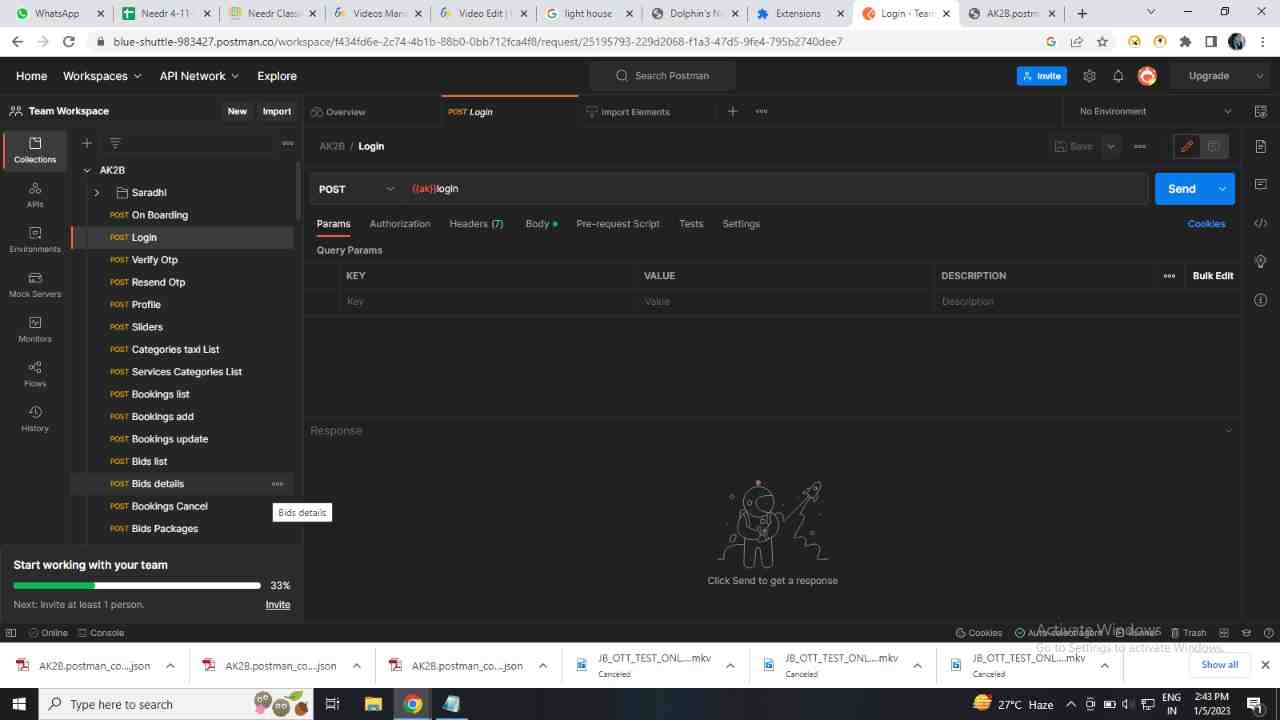 WhatsApp
Needr 4-11-
Needr Classi
Videos Mana
Video Edit |
light house
Dolphin's Ne
Extensions
Login - Team
AK2B.postm
blue-shuttle-983427.postman.co/workspace/f434fd6e-2c74-4b1b-88b0-0bb712fca4f8/request/25195793-229d2068-f1a3-47d5-9fe4-795b2740dee7
Home Workspaces API Network Explore
Search Postman
Invite
Upgrade
Team Workspace
New Import
Overview
POST Login
Import Elements
No Environment
Collections
APIs
Environments
Mock Servers
Monitors
Flows
History
AK2B
Saradhi
POST On Boarding
POST Login
POST Verify Otp
POST Resend Otp
POST Profile
POST Sliders
POST Categories taxi List
POST Services Categories List
POST Bookings list
POST Bookings add
POST Bookings update
POST Bids list
POST Bids details
POST Bookings Cancel
POST Bids Packages
Bids details
AK2B / Login
Save
POST {{ak}}login
Send
Params Authorization Headers (7) Body Pre-request Script Tests Settings
Cookies
Query Params
KEY VALUE DESCRIPTION Bulk Edit
Key Value Description
Response
Click Send to get a response
Start working with your team
33%
Next: Invite at least 1 person. Invite
Online Console
Cookies Auto-select agent Runner Trash
Activate Windows
Go to Settings to activate Windows.
AK2B.postman_co....json
AK2B.postman_co....json
AK2B.postman_co....json
JB_OTT_TEST_ONL....mkv
Canceled
JB_OTT_TEST_ONL....mkv
Canceled
JB_OTT_TEST_ONL....mkv
Canceled
Show all
Type here to search
27°C Haze
ENG
IN
2:43 PM
1/5/2023